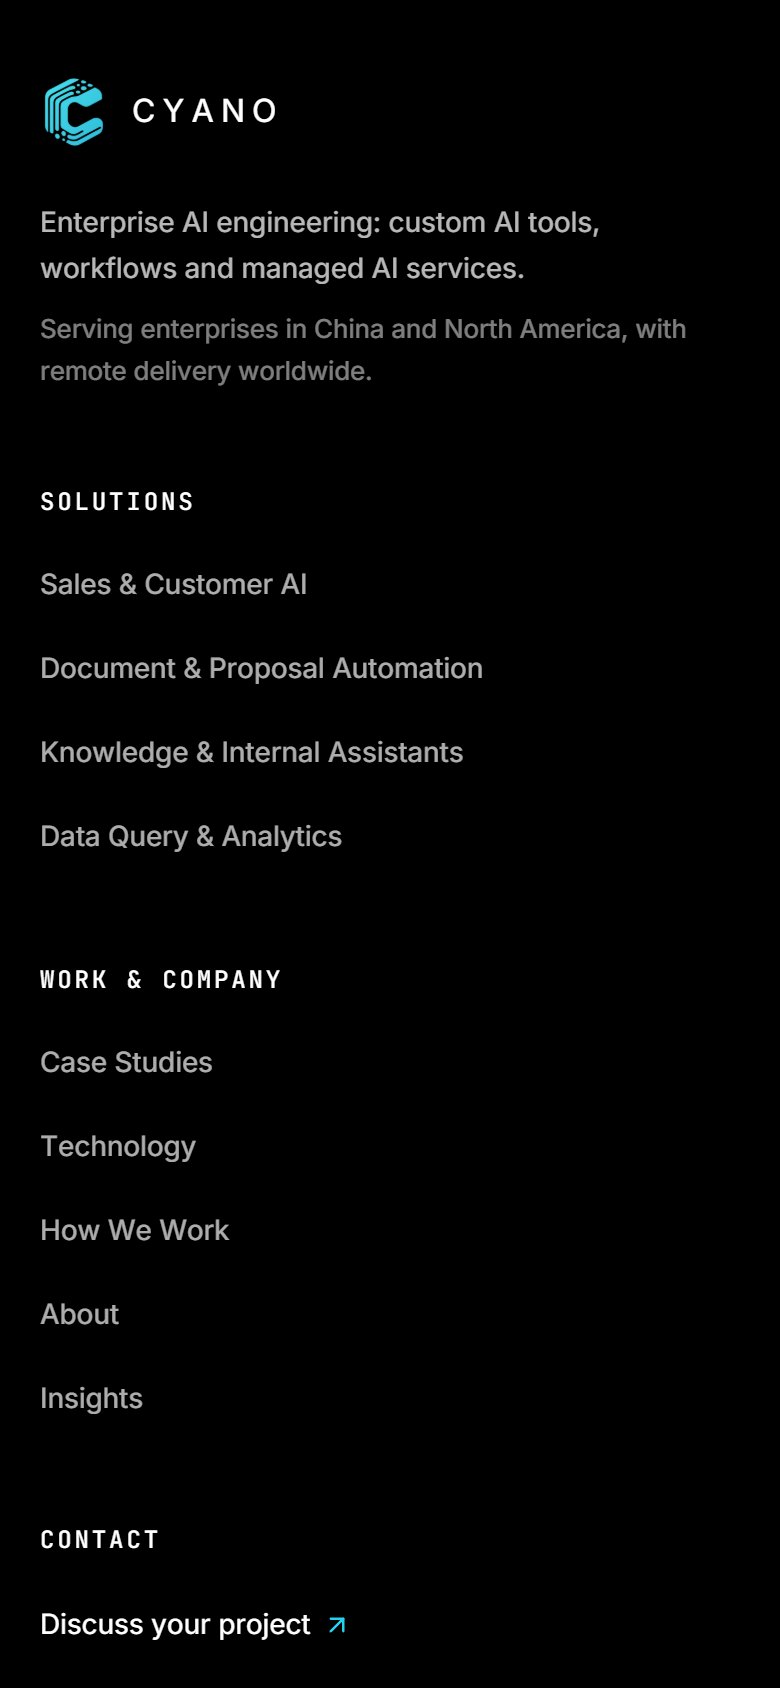 CYANO
Enterprise AI engineering: custom AI tools,
workflows and managed AI services.
Serving enterprises in China and North America, with
remote delivery worldwide.
SOLUTIONS
Sales & Customer AI
Document & Proposal Automation
Knowledge & Internal Assistants
Data Query & Analytics
WORK & COMPANY
Case Studies
Technology
How We Work
About
Insights
CONTACT
Discuss your project